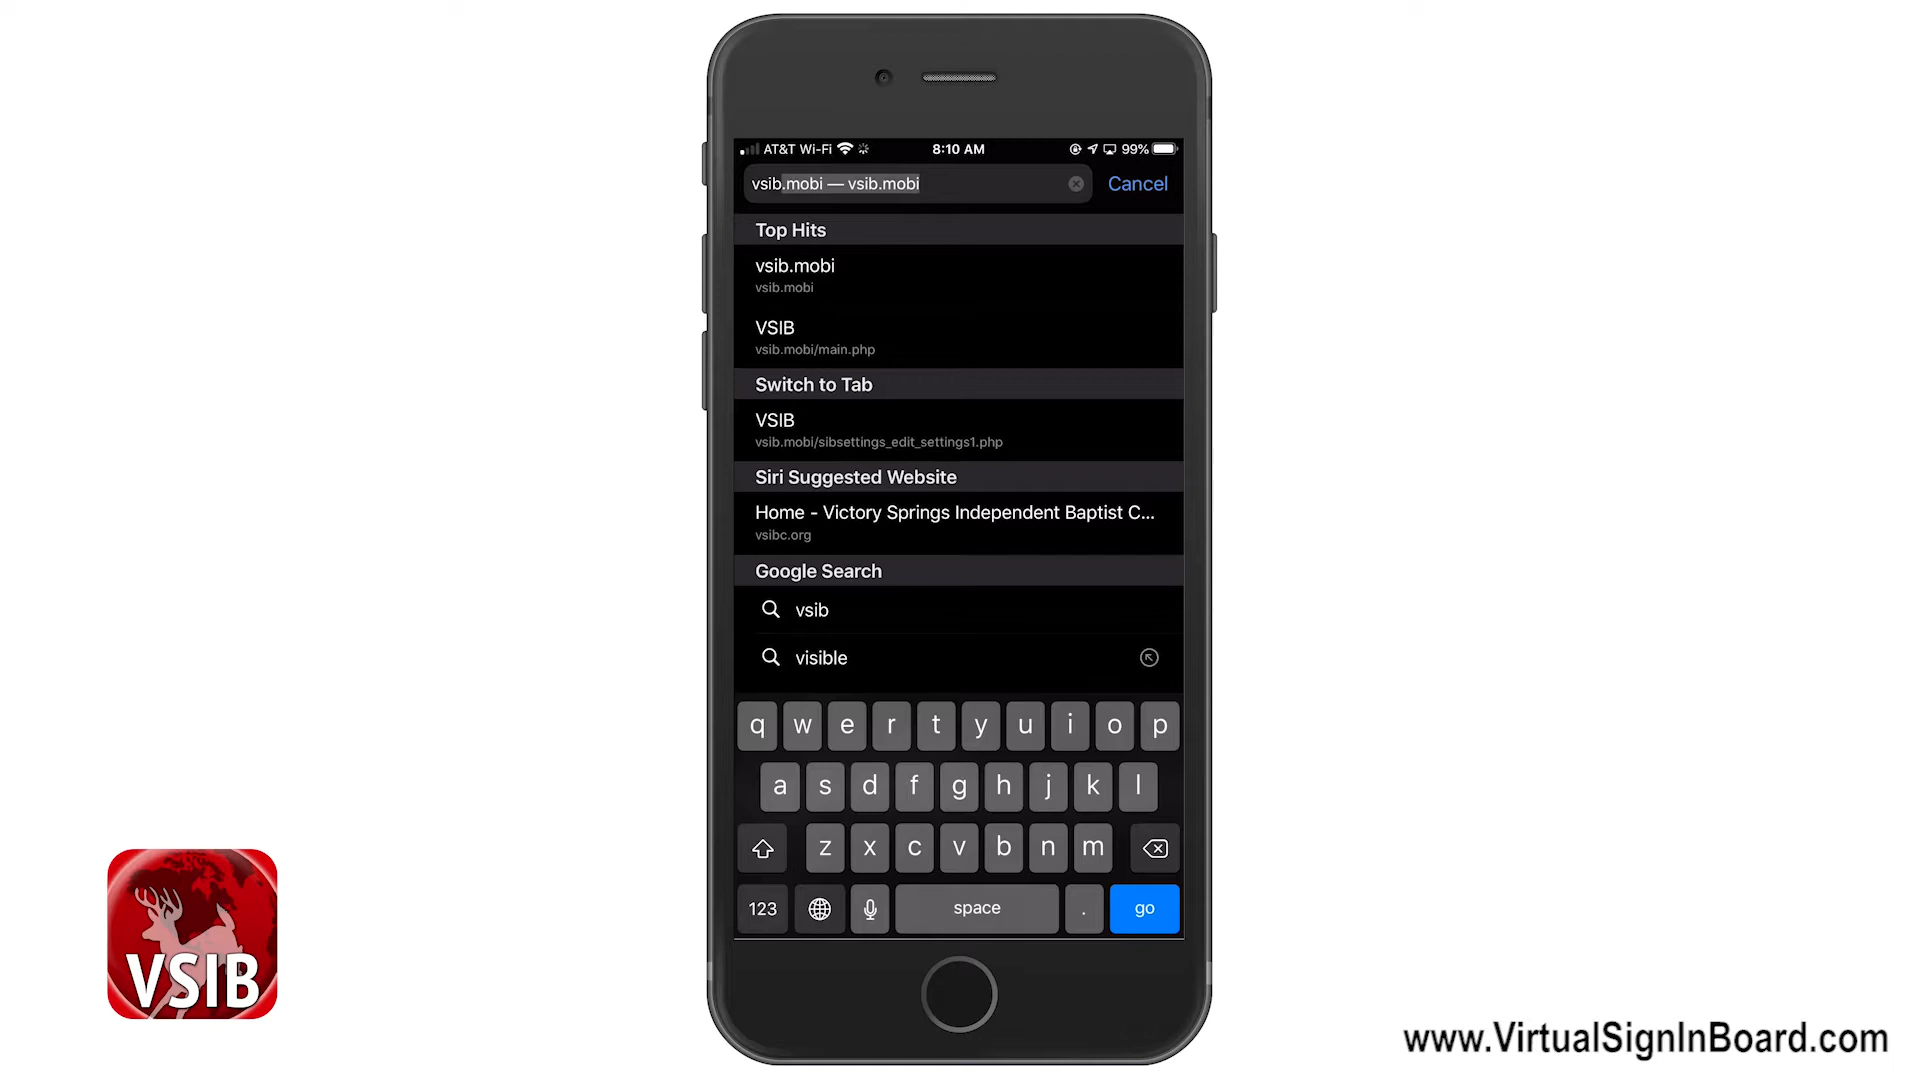 AT&T Wi-Fi 8:10 AM 99%
vsib.mobi — vsib.mobi Cancel
Top Hits
vsib.mobi
vsib.mobi
VSIB
vsib.mobi/main.php
Switch to Tab
VSIB
vsib.mobi/sibsettings_edit_settings1.php
Siri Suggested Website
Home - Victory Springs Independent Baptist C...
vsibc.org
Google Search
vsib
visible
q w e r t y u i o p
a s d f g h j k l
z x c v b n m
123 space . go
VSIB
www.VirtualSignInBoard.com